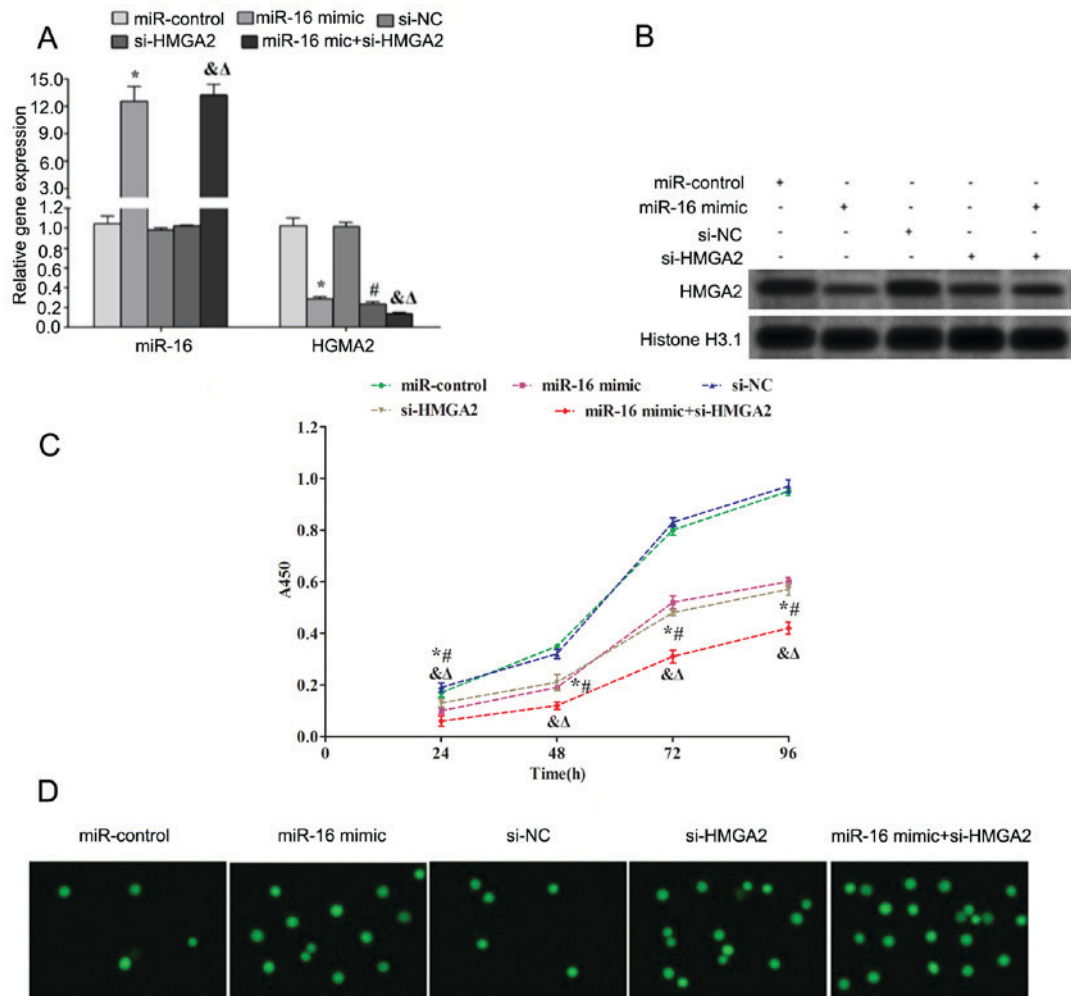 A
miR-control miR-16 mimic si-NC
si-HMGA2 miR-16 mic+si-HMGA2
Relative gene expression
15.0
12.0
9.0
6.0
3.0
1.2
1.0
0.8
0.6
0.4
0.2
0.0
* &Δ
* # &Δ
miR-16 HGMA2
B
miR-control + - - - -
miR-16 mimic - + - - +
si-NC - - + - -
si-HMGA2 - - - + +
HMGA2
Histone H3.1
C
miR-control miR-16 mimic si-NC
si-HMGA2 miR-16 mimic+si-HMGA2
A450
1.2
1.0
0.8
0.6
0.4
0.2
0.0
*#
&Δ
*#
&Δ
*#
&Δ
*#
&Δ
0 24 48 72 96
Time(h)
D
miR-control miR-16 mimic si-NC si-HMGA2 miR-16 mimic+si-HMGA2